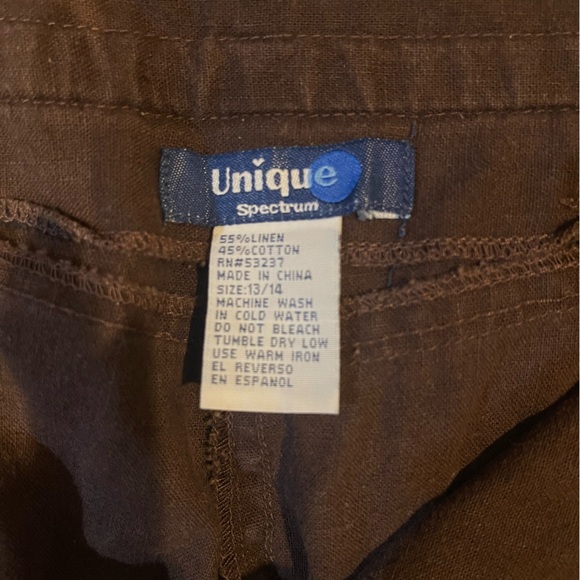 Unique
Spectrum
55%LINEN
45%COTTON
RN#53237
MADE IN CHINA
SIZE:13/14
MACHINE WASH
IN COLD WATER
DO NOT BLEACH
TUMBLE DRY LOW
USE WARM IRON
EL REVERSO
EN ESPANOL